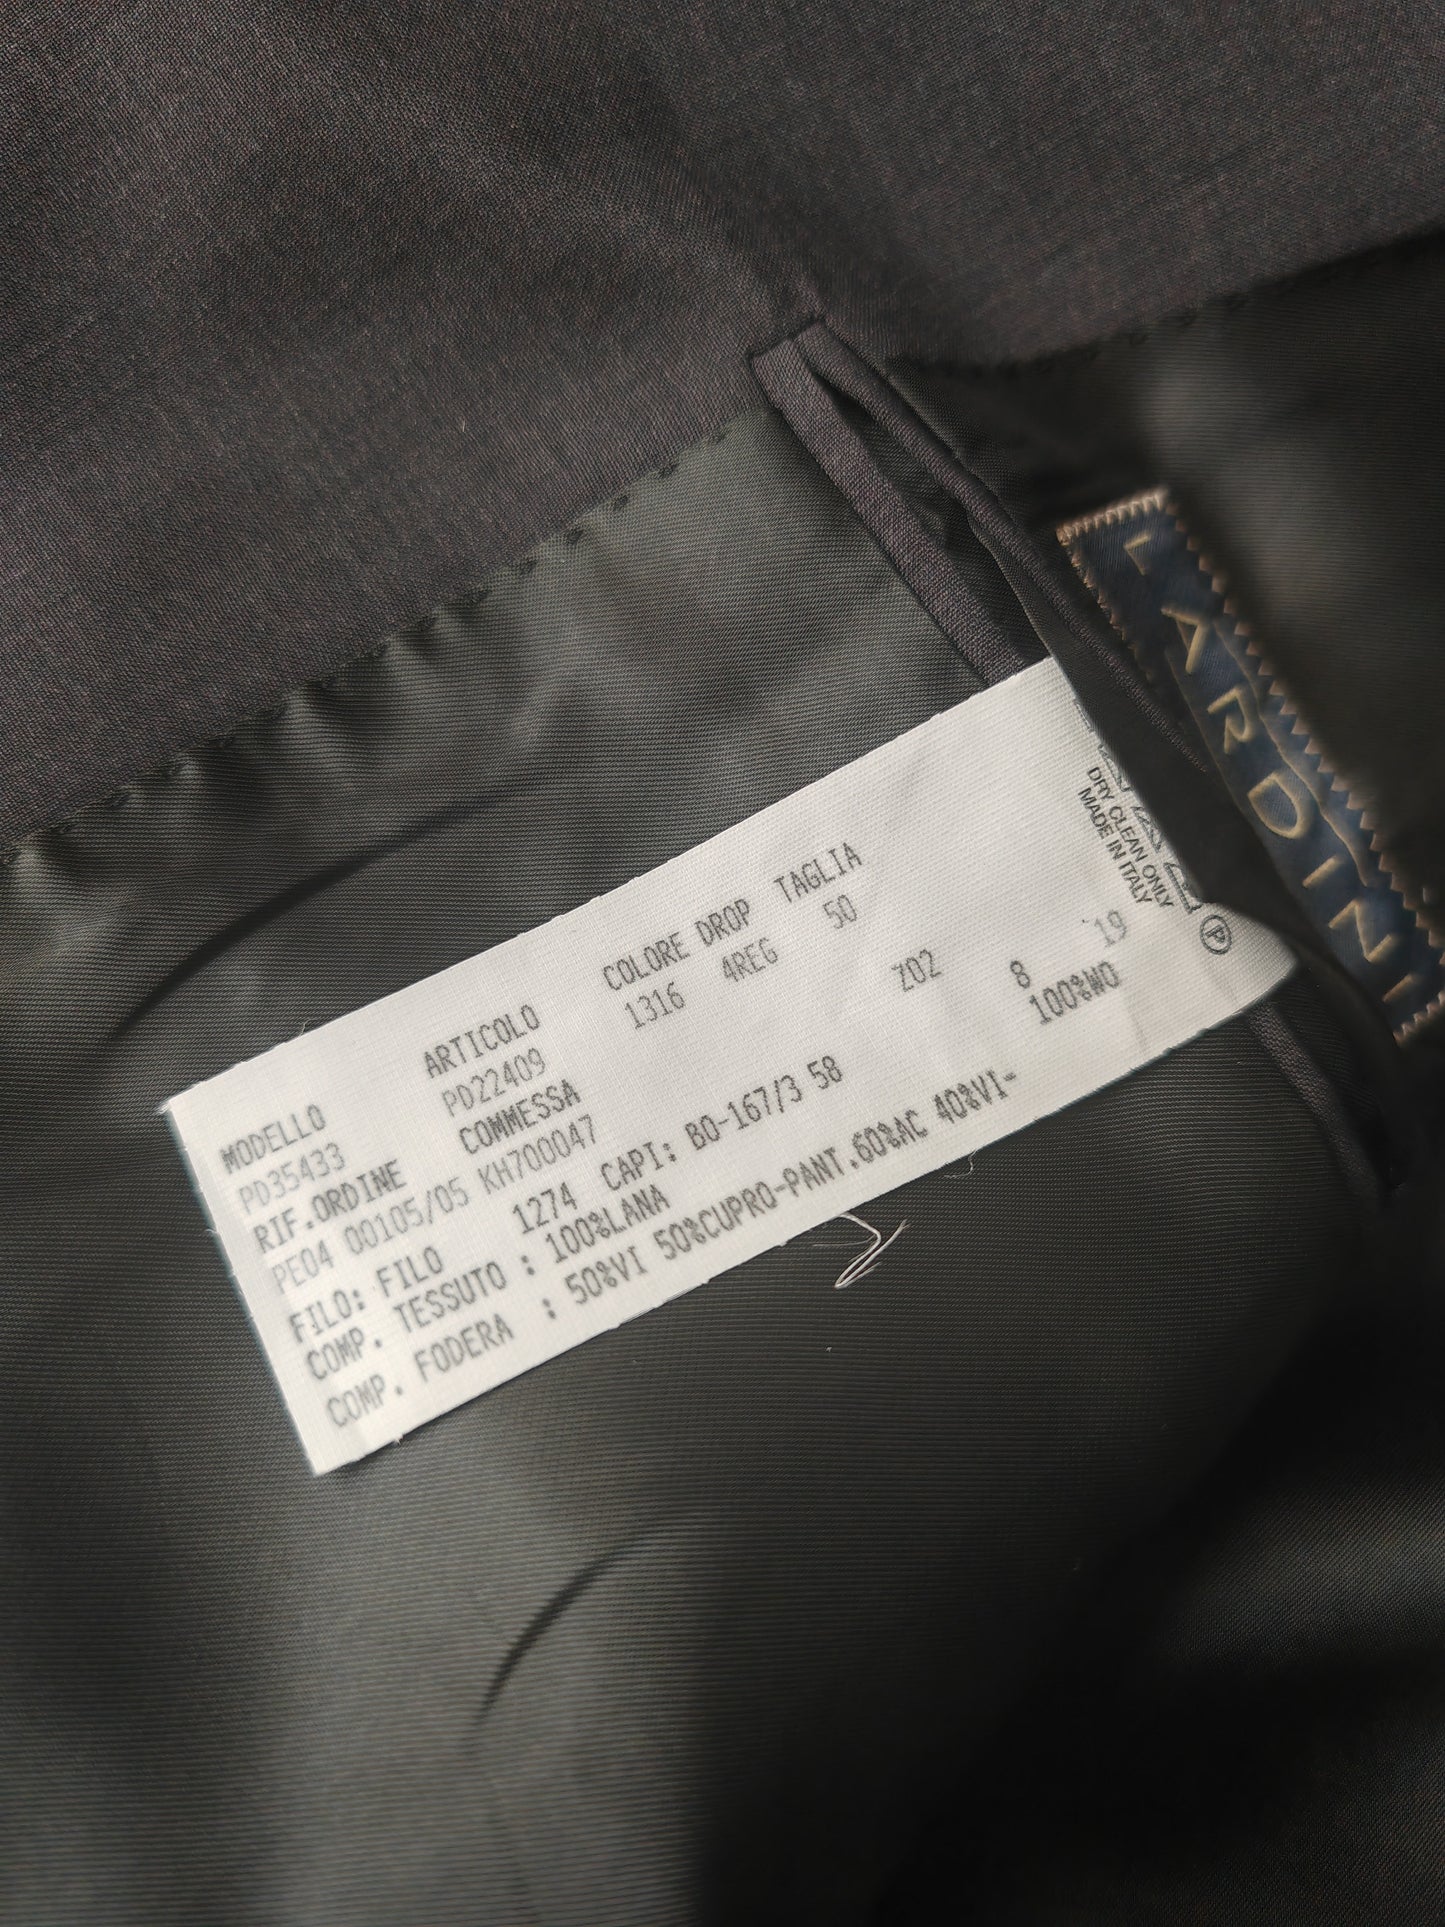 MODELLO ARTICOLO COLORE DROP TAGLIA
PD35433 PD22409 1316 4REG 50
RIF.ORDINE COMMESSA
PE04 00105/05 KH700047 Z02 8 19
FILO: FILO 1274 CAPI: BO-167/3 58 100%WO
COMP. TESSUTO : 100%LANA
COMP. FODERA : 50%VI 50%CUPRO-PANT.60%AC 40%VI-
DRY CLEAN ONLY
MADE IN ITALY
P
LARDINI